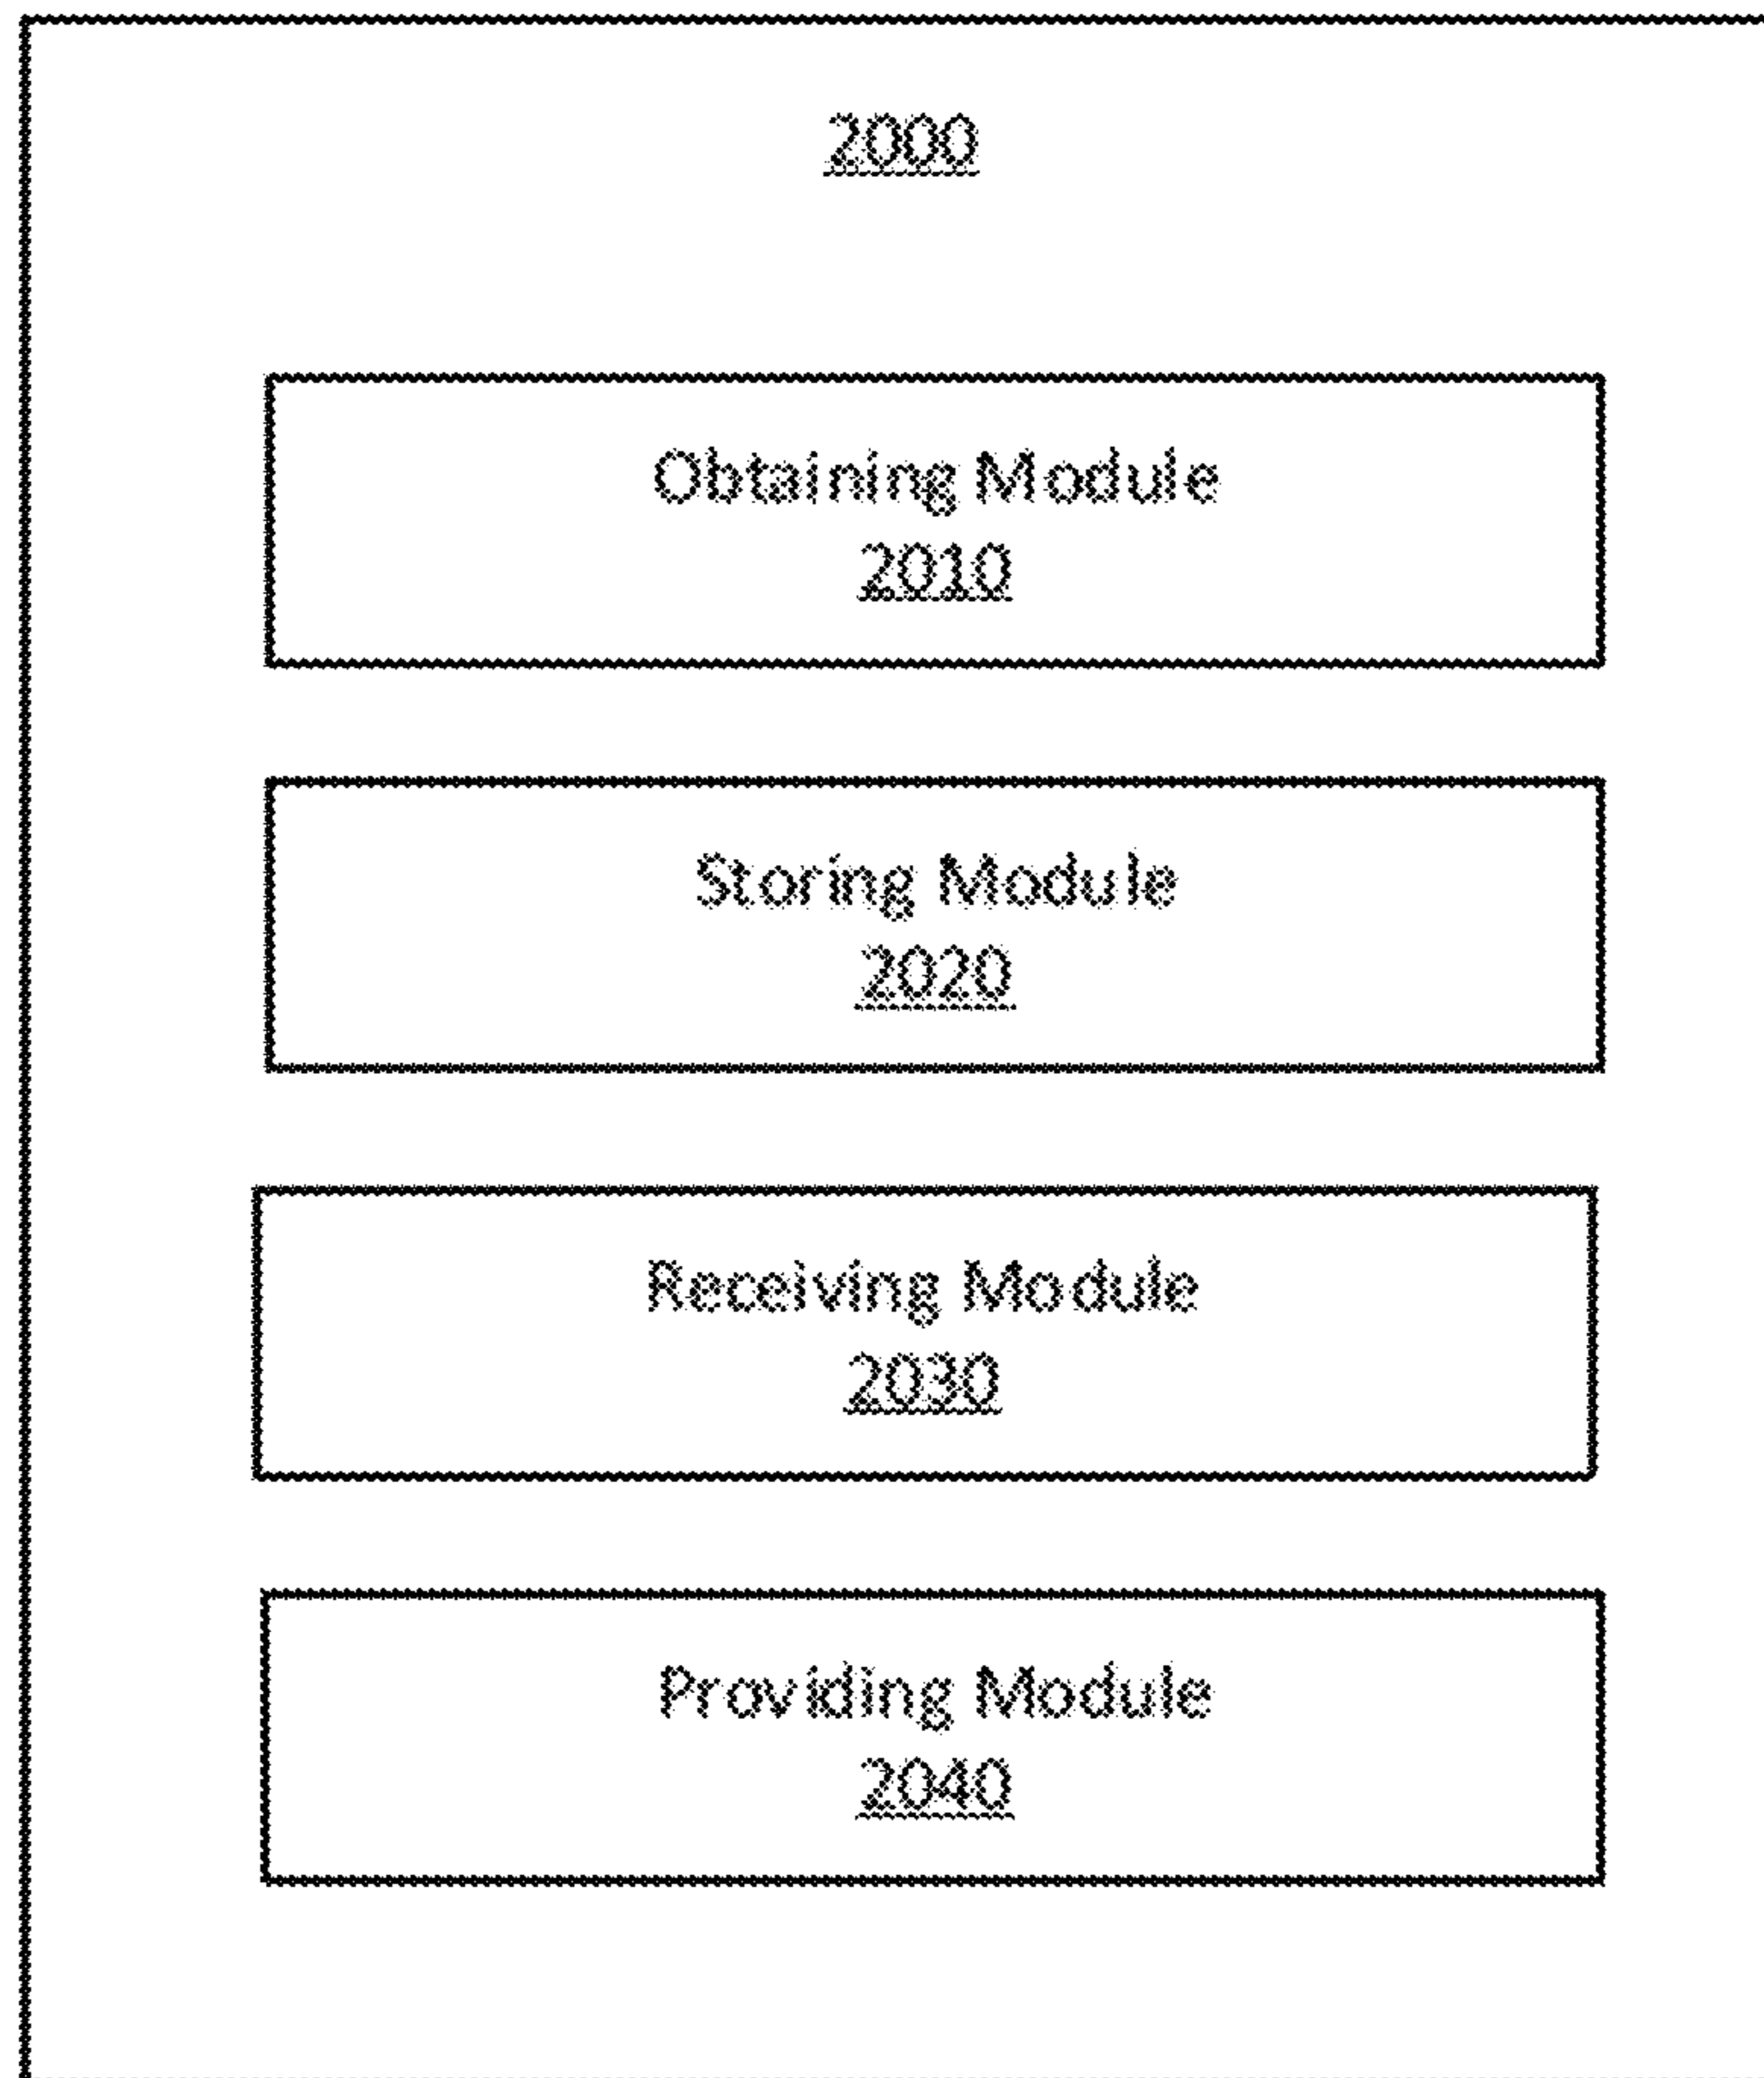 2000
Obtaining Module
2010
Storing Module
2020
Receiving Module
2030
Providing Module
2040